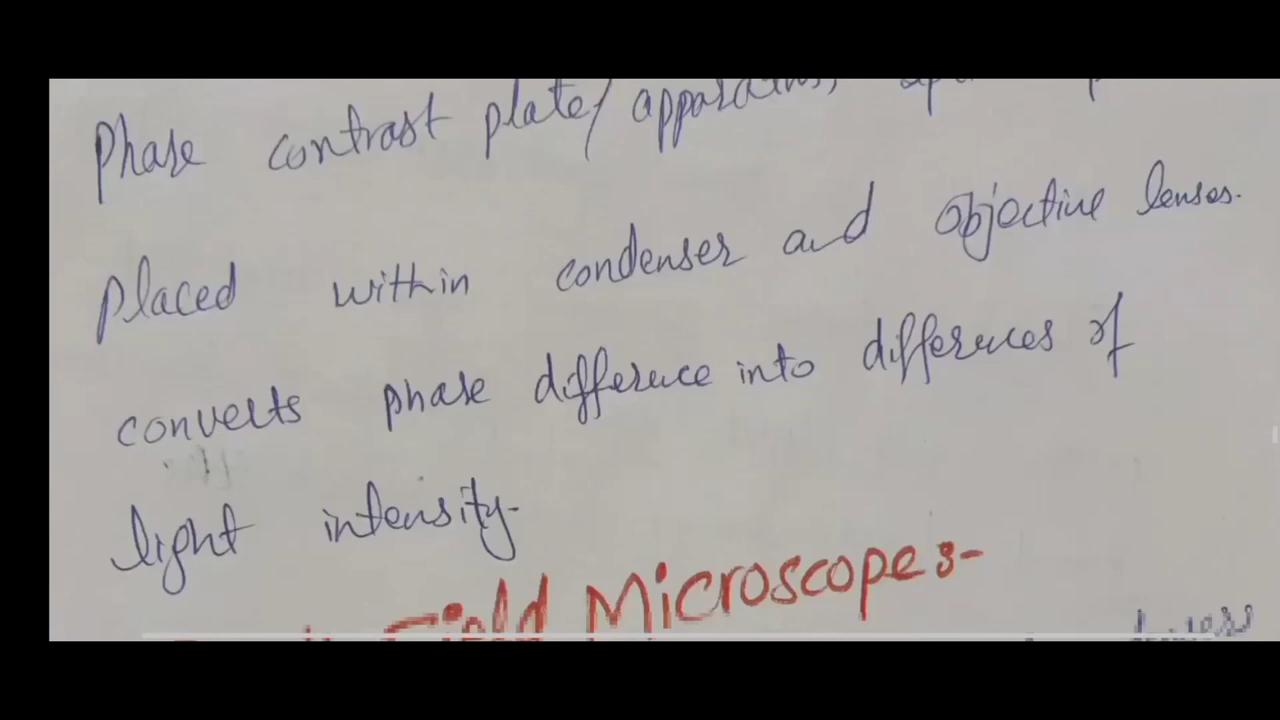 Phase contrast plate/ apparatus,
placed within condenser and objective lenses.
converts phase difference into differences of
light intensity.
Field Microscope:-